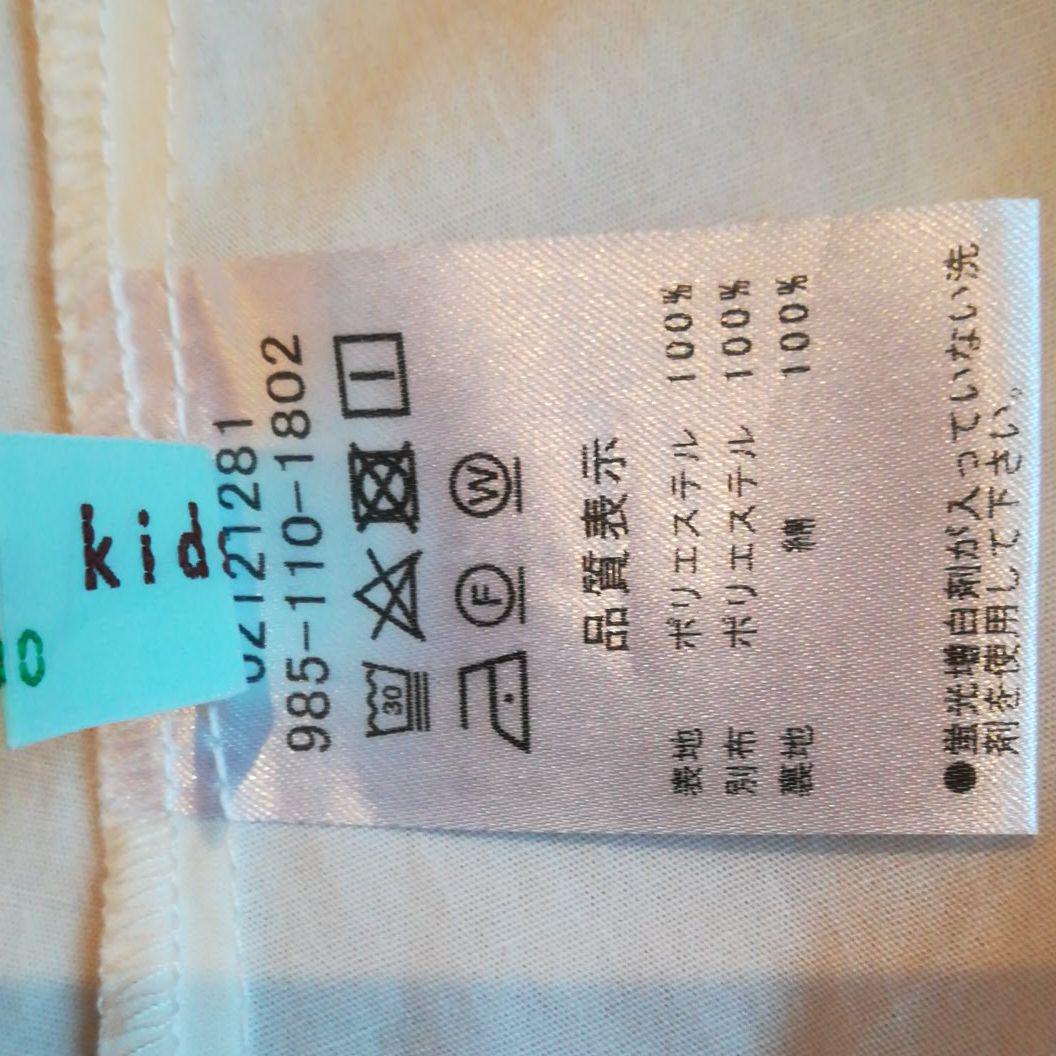 kid
985-110-1802
30
F
W
品質表示
表地 ポリエステル 100%
別布 ポリエステル 100%
裏地 綿 100%
●蛍光増白剤が入っていない洗
剤を使用して下さい。